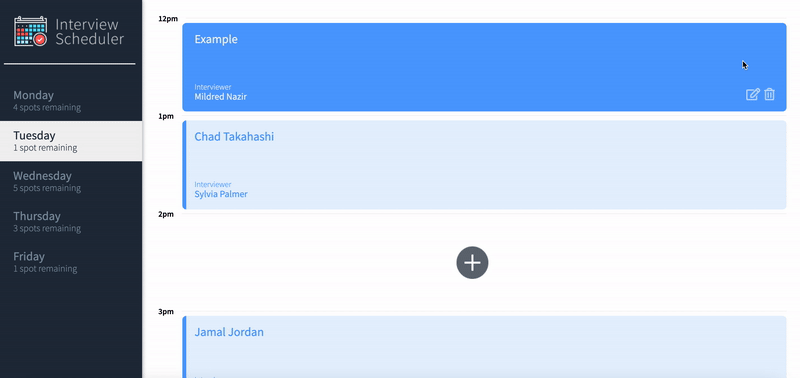 Interview
Scheduler
Monday
4 spots remaining
Tuesday
1 spot remaining
Wednesday
5 spots remaining
Thursday
3 spots remaining
Friday
1 spot remaining
12pm
Example
Interviewer
Mildred Nazir
1pm
Chad Takahashi
Interviewer
Sylvia Palmer
2pm
3pm
Jamal Jordan